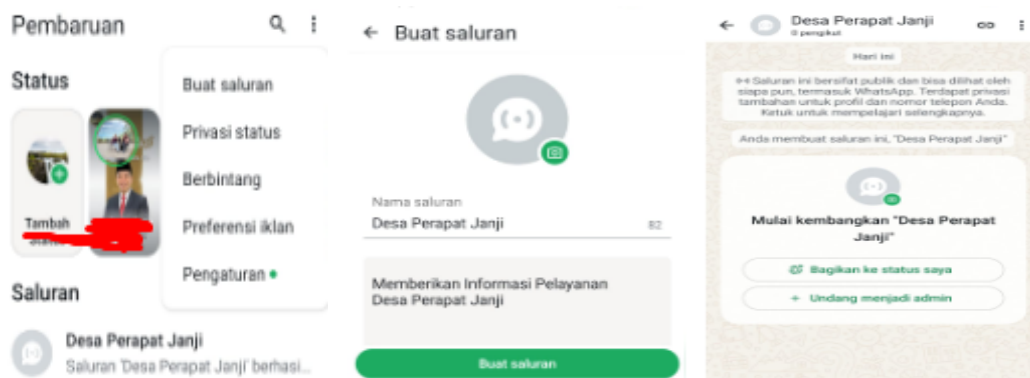 Pembaruan
Status
Tambah
Buat saluran
Privasi status
Berbintang
Preferensi iklan
Pengaturan
Saluran
Desa Perapat Janji
Saluran 'Desa Perapat Janji' berhasi...
Buat saluran
Nama saluran
Desa Perapat Janji
82
Memberikan Informasi Pelayanan
Desa Perapat Janji
Buat saluran
Desa Perapat Janji
0 pengikut
Hari ini
Saluran ini bersifat publik dan bisa dilihat oleh
siapa pun, termasuk WhatsApp. Terdapat privasi
tambahan untuk profil dan nomor telepon Anda.
Ketuk untuk mempelajari selengkapnya.
Anda membuat saluran ini, "Desa Perapat Janji"
Mulai kembangkan "Desa Perapat
Janji"
Bagikan ke status saya
+ Undang menjadi admin